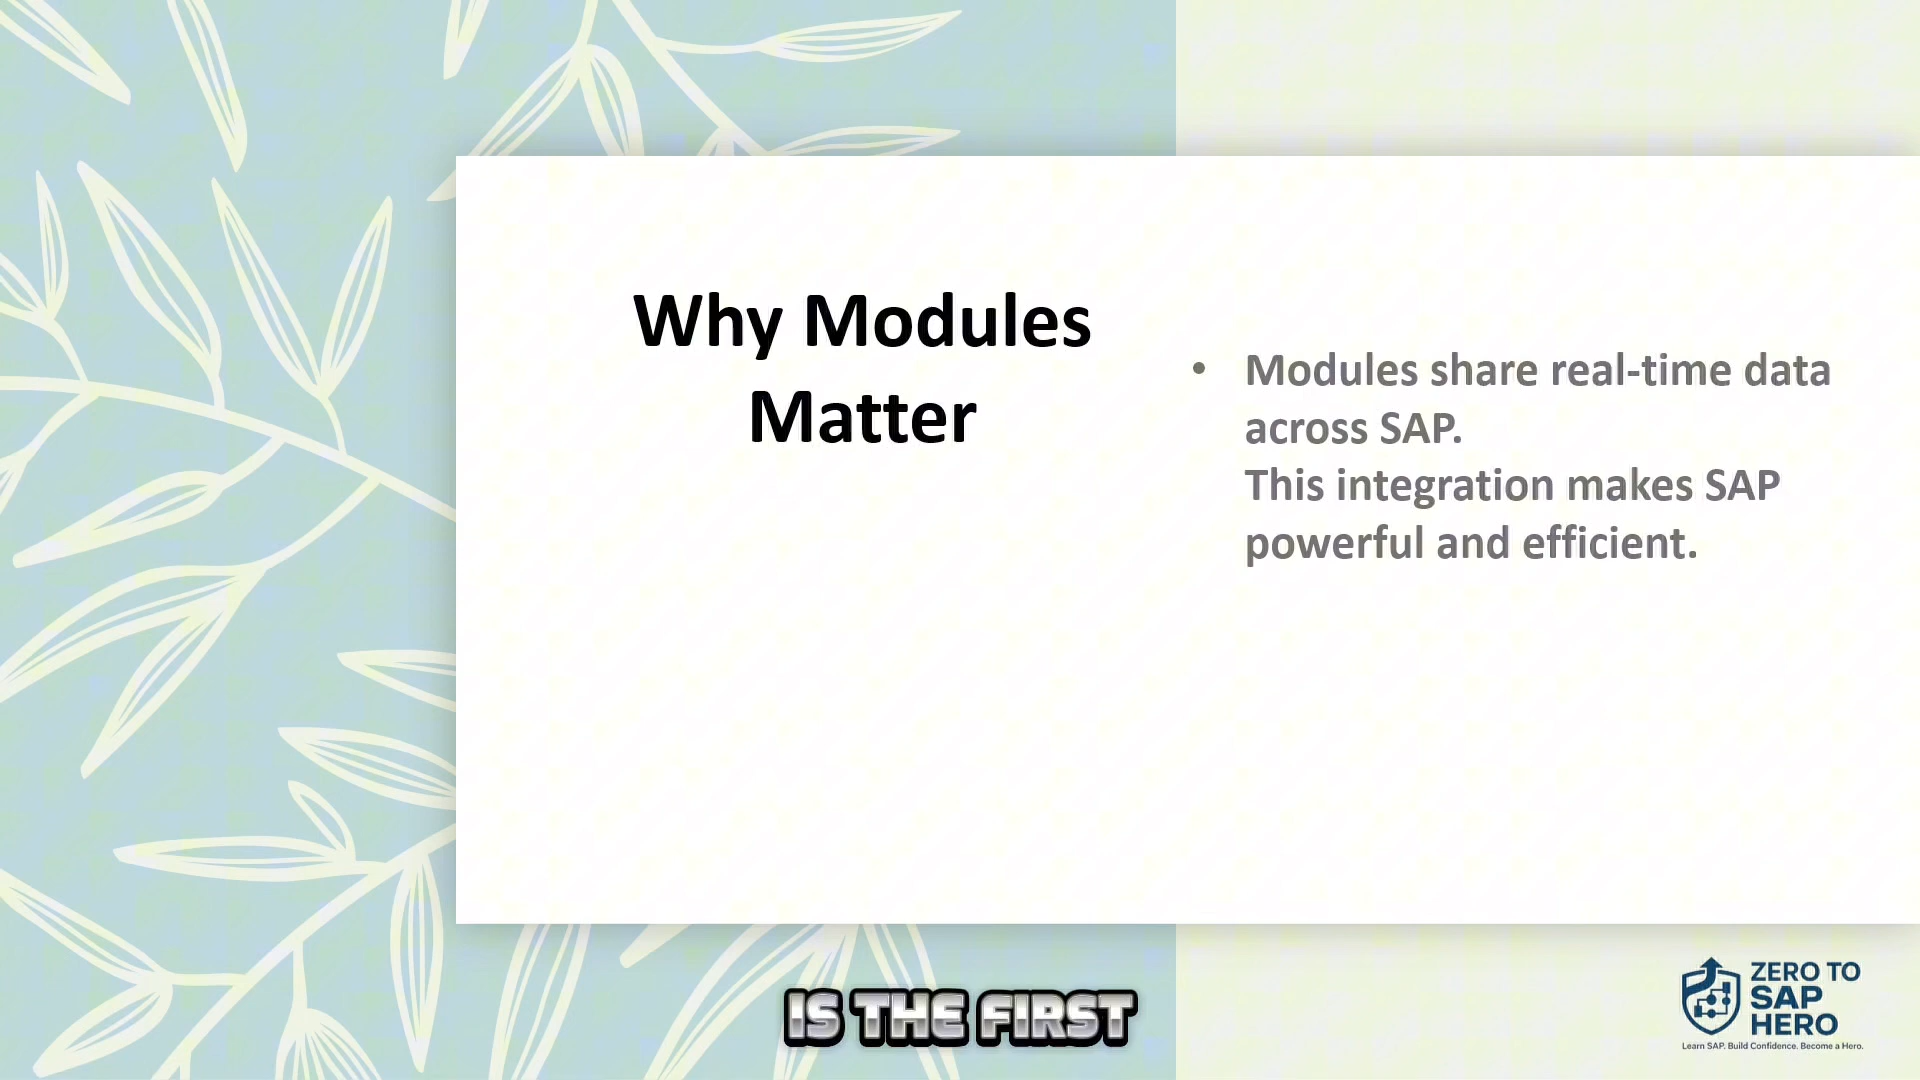 Why Modules
Matter
• Modules share real-time data
across SAP.
This integration makes SAP
powerful and efficient.
IS THE FIRST
ZERO TO
SAP
HERO
Learn SAP. Build Confidence. Become a Hero.